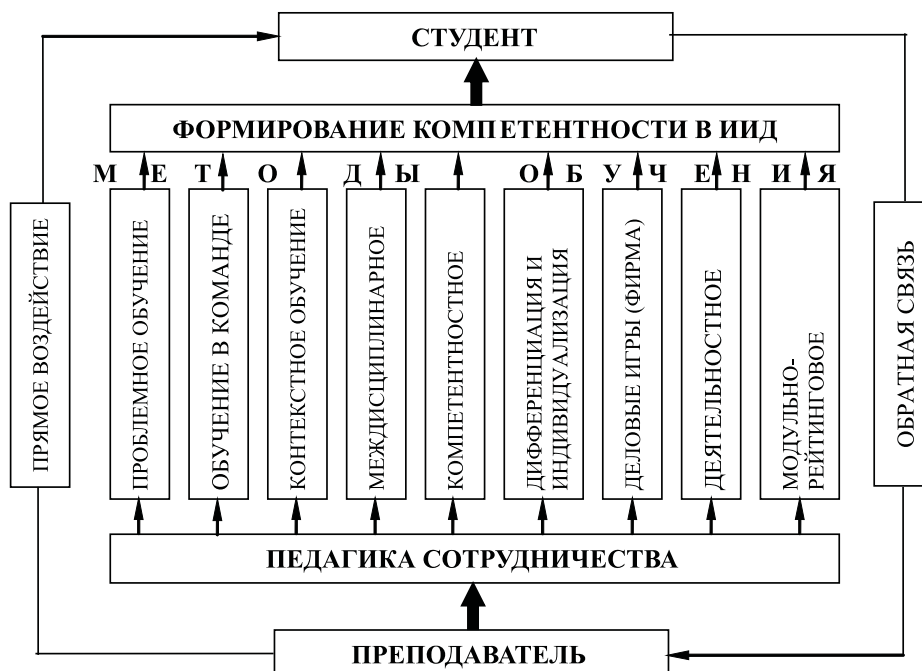 СТУДЕНТ
ФОРМИРОВАНИЕ КОМПЕТЕНТНОСТИ В ИИД
М Е Т О Д Ы О Б У Ч Е Н И Я
ПРЯМОЕ ВОЗДЕЙСТВИЕ
ПРОБЛЕМНОЕ ОБУЧЕНИЕ
ОБУЧЕНИЕ В КОМАНДЕ
КОНТЕКСТНОЕ ОБУЧЕНИЕ
МЕЖДИСЦИПЛИНАРНОЕ
КОМПЕТЕНТНОСТНОЕ
ДИФФЕРЕНЦИАЦИЯ И
ИНДИВИДУАЛИЗАЦИЯ
ДЕЛОВЫЕ ИГРЫ (ФИРМА)
ДЕЯТЕЛЬНОСТНОЕ
МОДУЛЬНО-
РЕЙТИНГОВОЕ
ОБРАТНАЯ СВЯЗЬ
ПЕДАГИКА СОТРУДНИЧЕСТВА
ПРЕПОДАВАТЕЛЬ